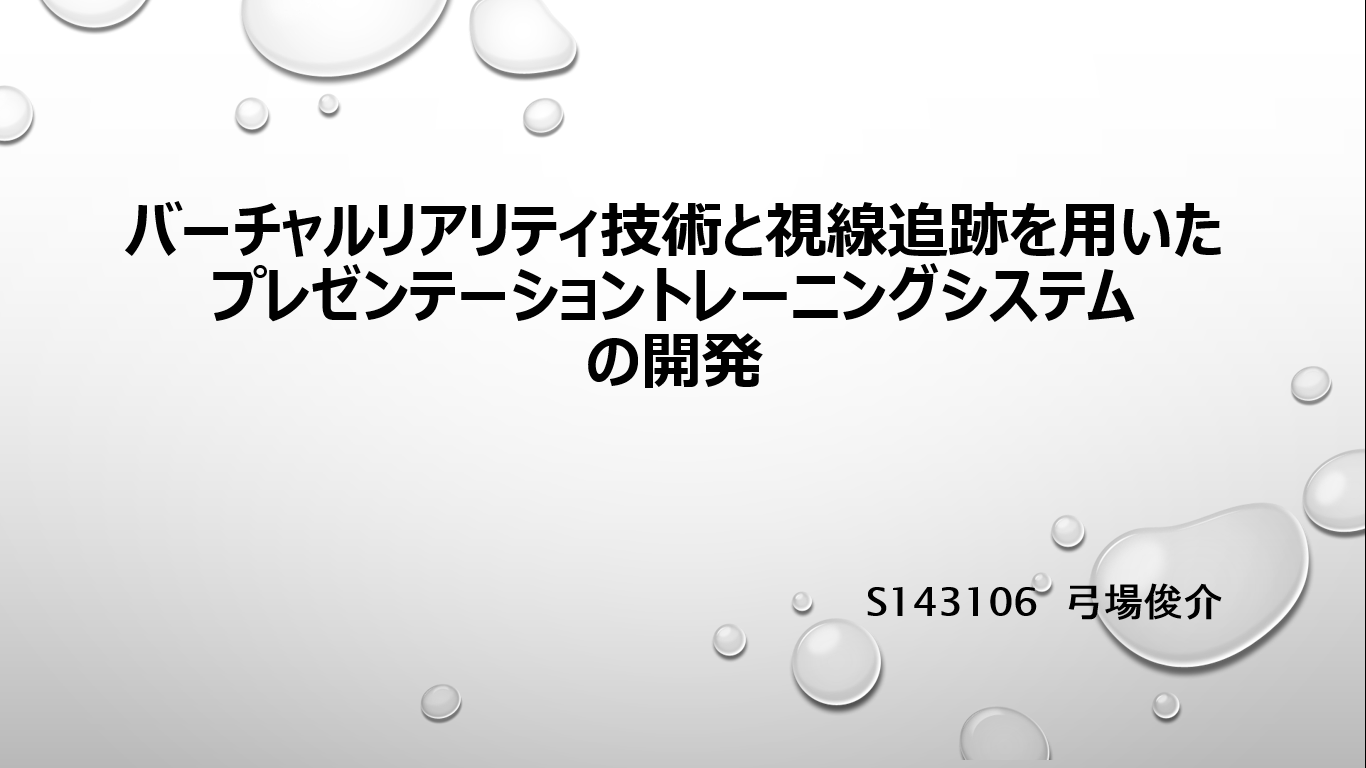 バーチャルリアリティ技術と視線追跡を用いた
プレゼンテーショントレーニングシステム
の開発
S143106　弓場俊介